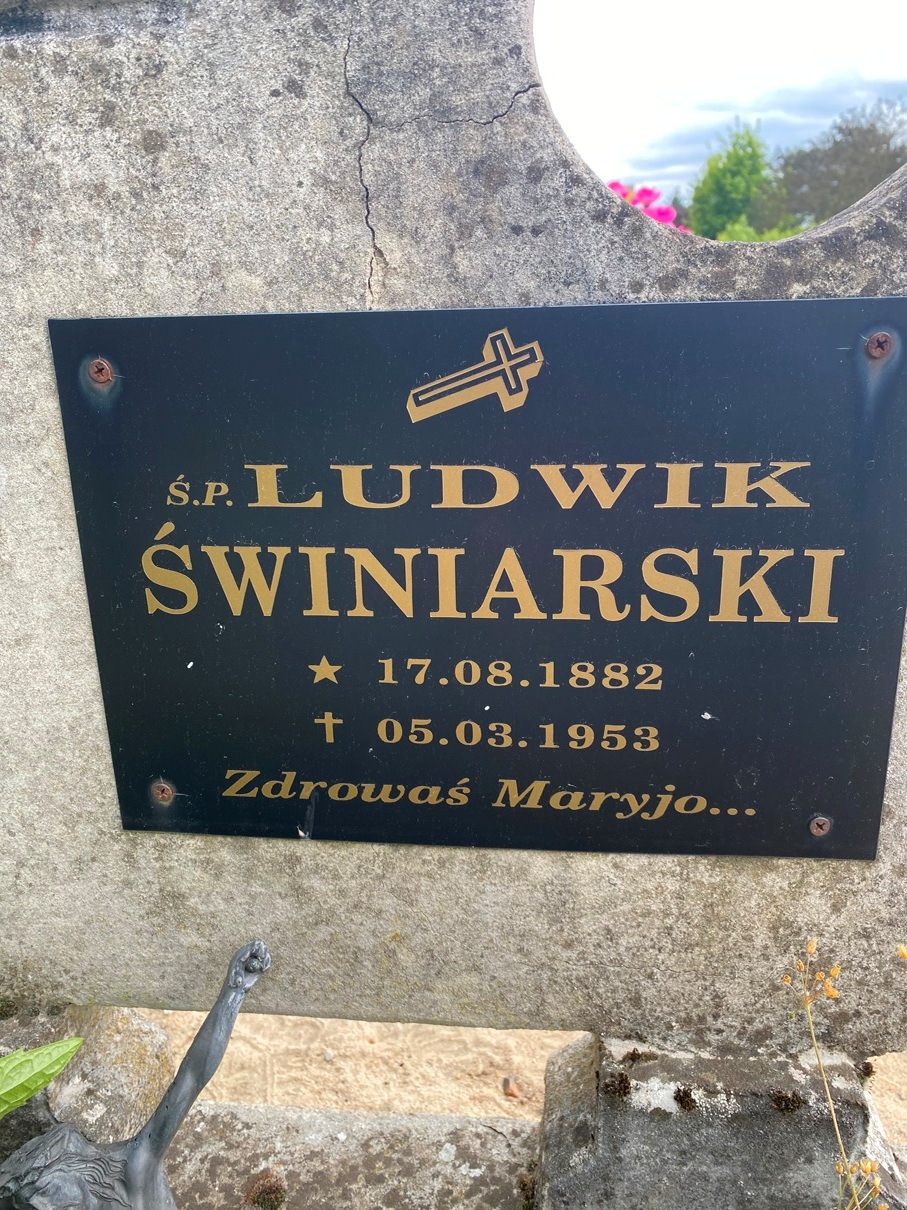 Ś.P. LUDWIK
ŚWINIARSKI
★ 17.08.1882
✝ 05.03.1953
Zdrowaś Maryjo...